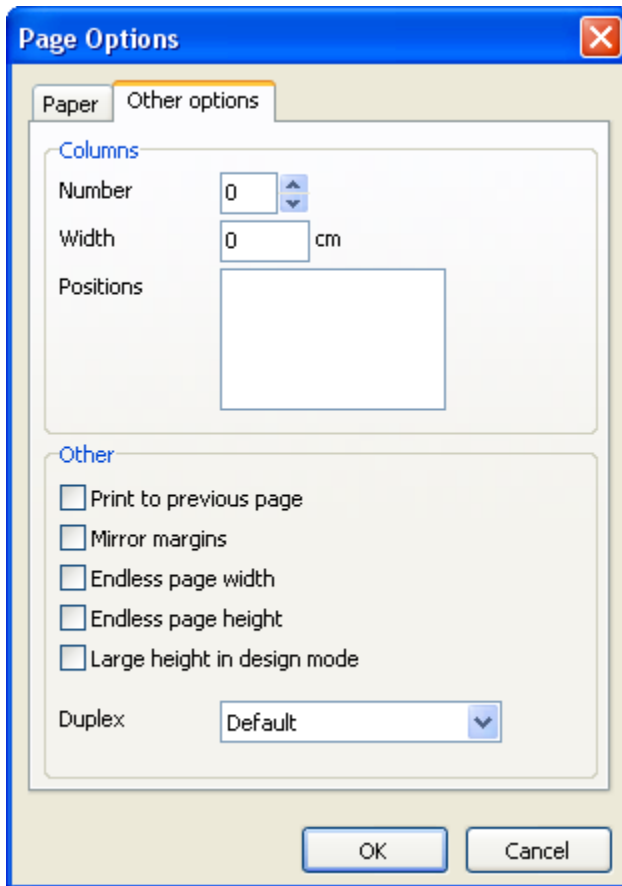 Page Options
Paper
Other options
Columns
Number
0
Width
0
cm
Positions
Other
Print to previous page
Mirror margins
Endless page width
Endless page height
Large height in design mode
Duplex
Default
OK
Cancel